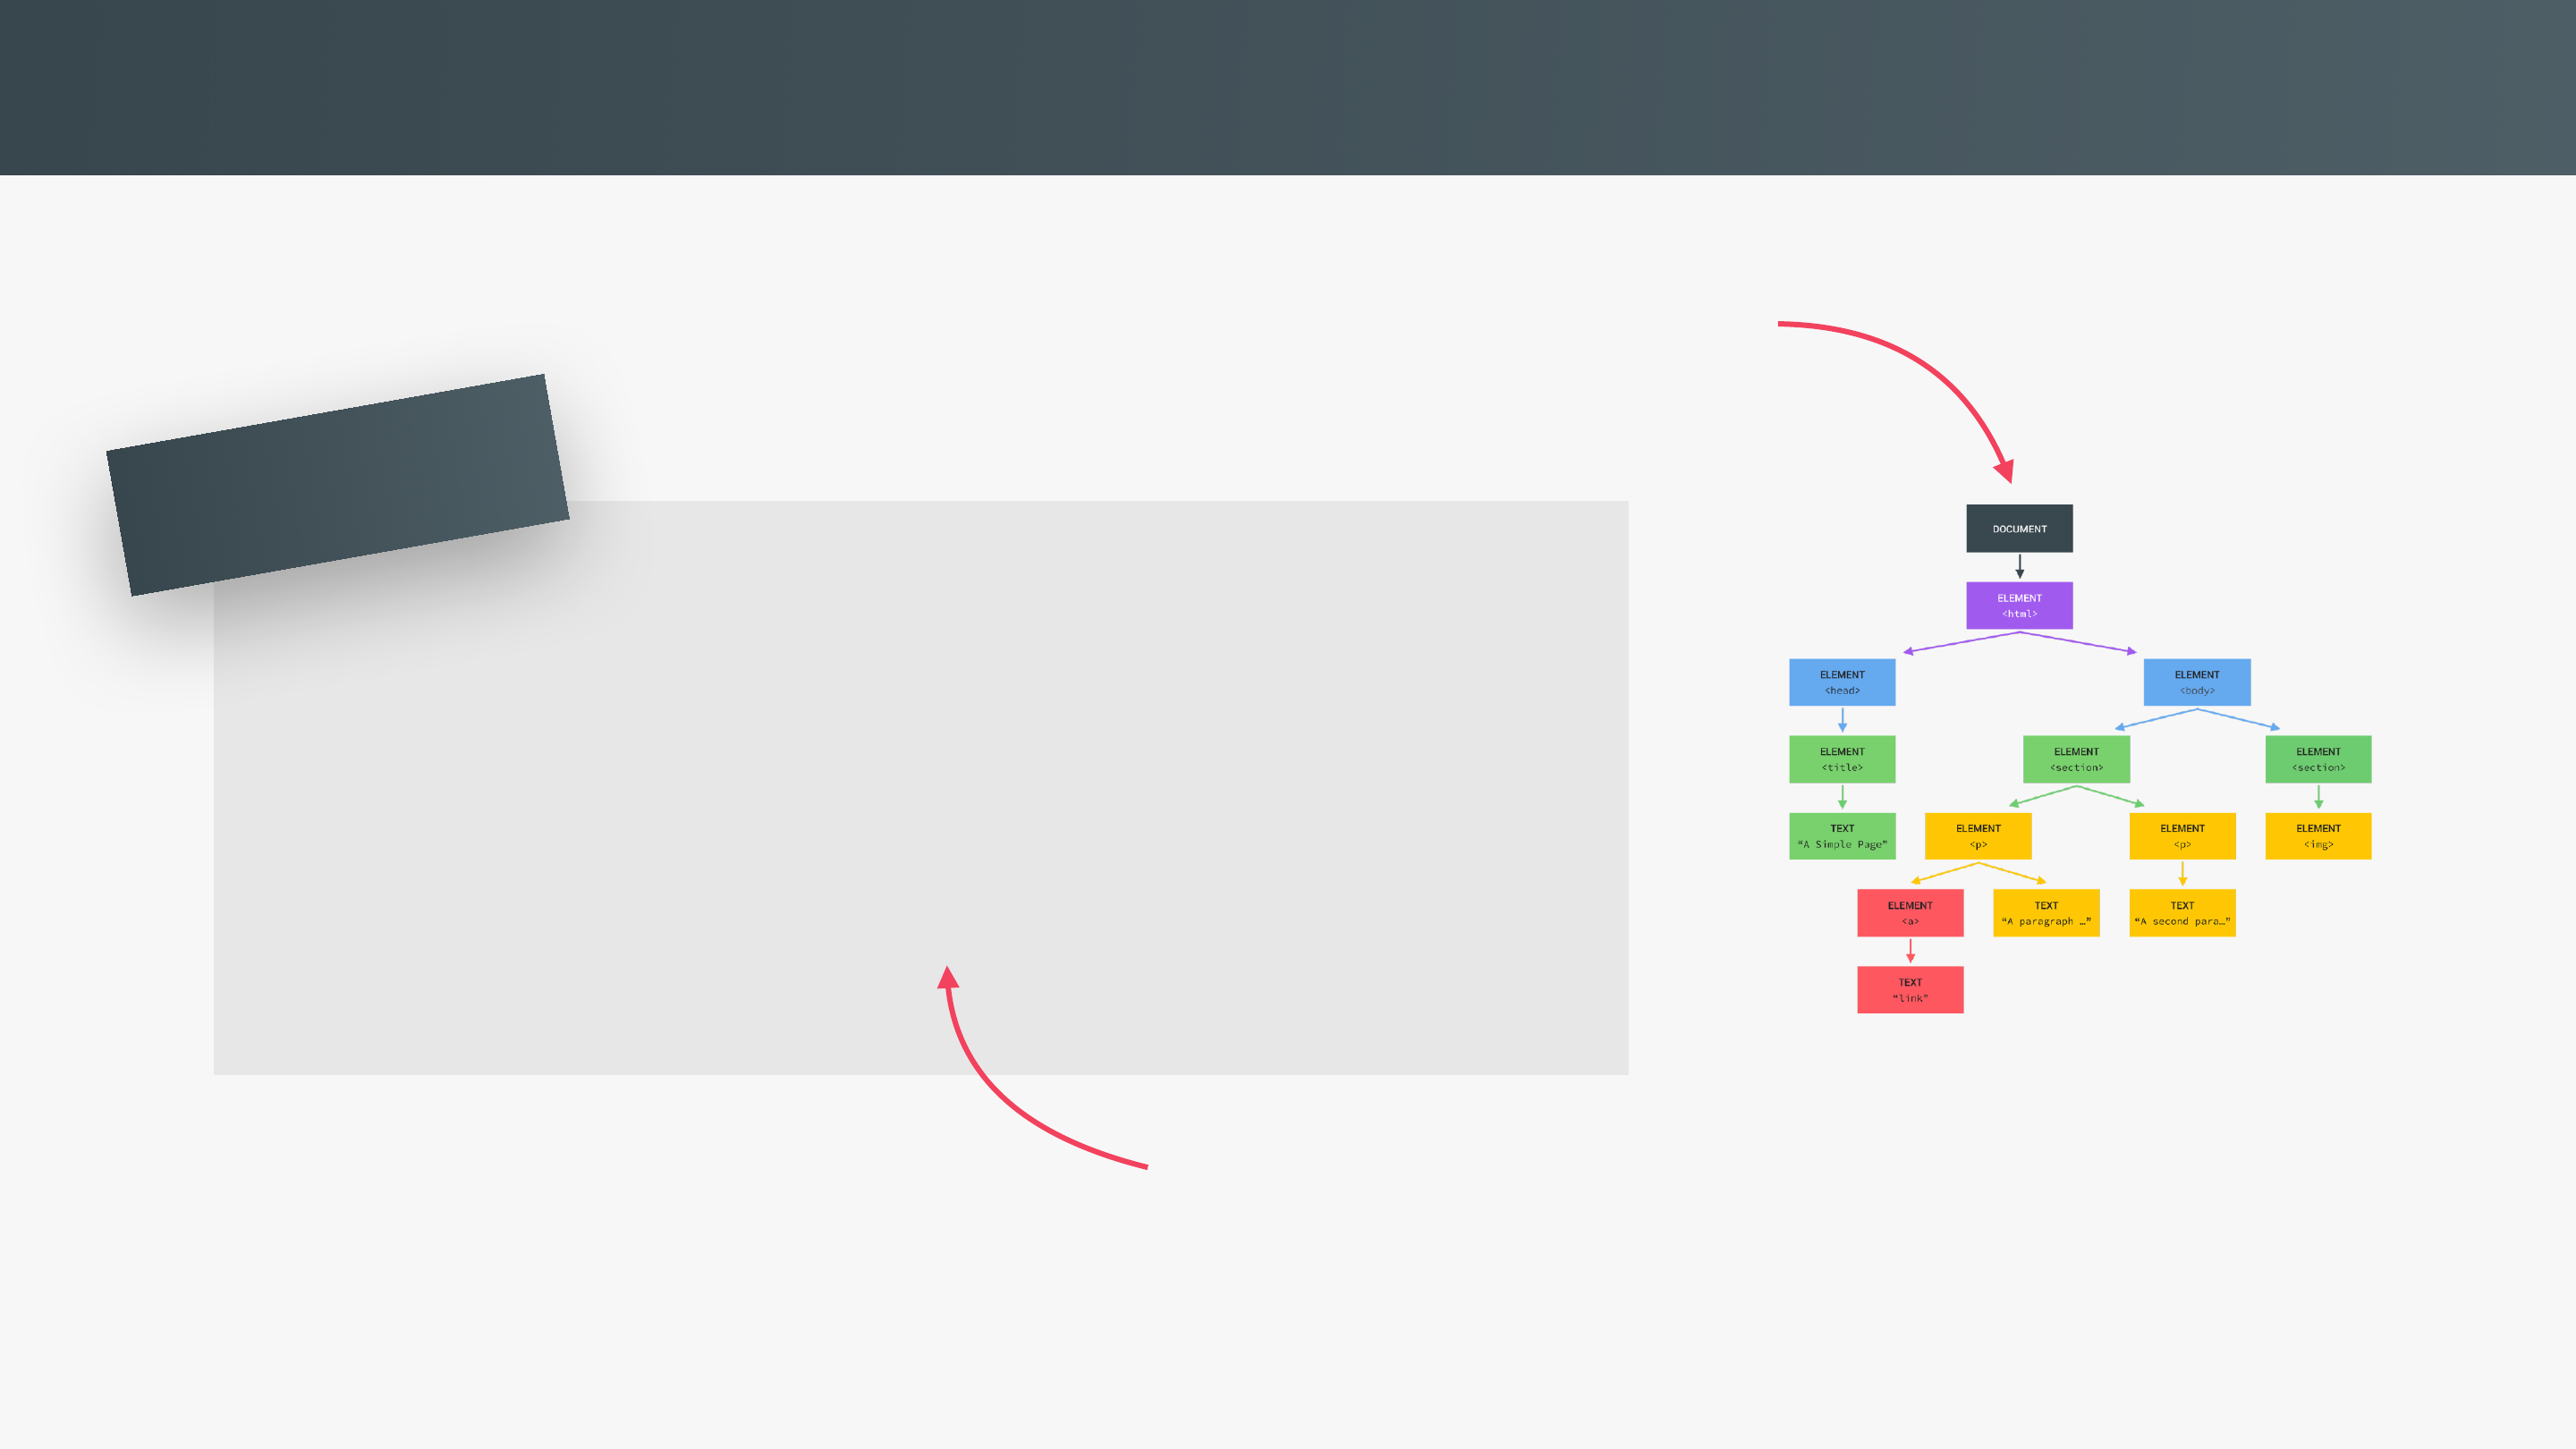 DOCUMENT
ELEMENT
<html>
ELEMENT
<head>
ELEMENT
<body>
ELEMENT
<title>
ELEMENT
<section>
ELEMENT
<section>
TEXT
“A Simple Page”
ELEMENT
<p>
ELEMENT
<p>
ELEMENT
<img>
ELEMENT
<a>
TEXT
“A paragraph …”
TEXT
“A second para…”
TEXT
“link”